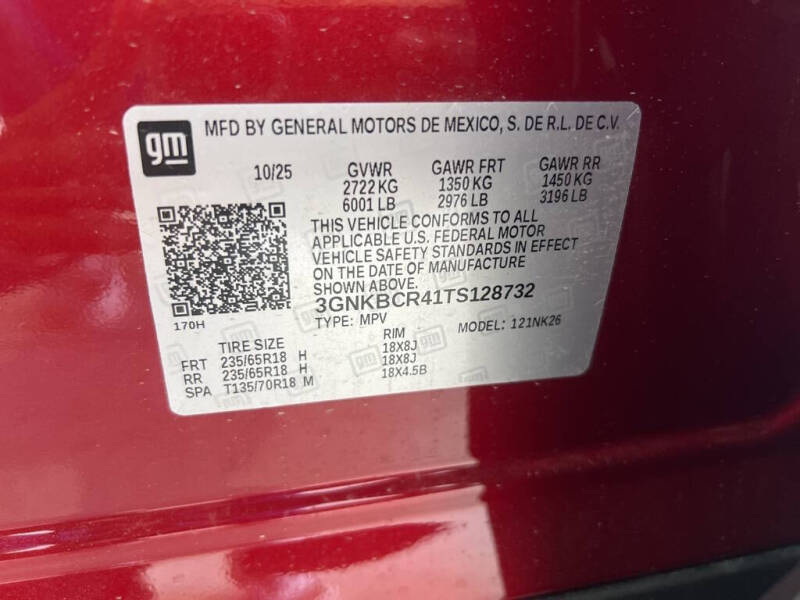 gm MFD BY GENERAL MOTORS DE MEXICO, S. DE R.L. DE C.V.
10/25 GVWR GAWR FRT GAWR RR
2722 KG 1350 KG 1450 KG
6001 LB 2976 LB 3196 LB
THIS VEHICLE CONFORMS TO ALL
APPLICABLE U.S. FEDERAL MOTOR
VEHICLE SAFETY STANDARDS IN EFFECT
ON THE DATE OF MANUFACTURE
SHOWN ABOVE.
3GNKBCR41TS128732
170H TYPE: MPV MODEL: 121NK26
TIRE SIZE RIM
FRT 235/65R18 H 18X8J
RR 235/65R18 H 18X8J
SPA T135/70R18 M 18X4.5B